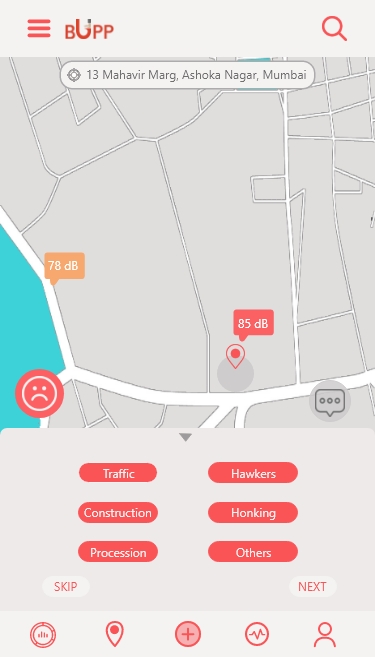 BUPP
13 Mahavir Marg, Ashoka Nagar, Mumbai
78 dB
85 dB
Traffic
Hawkers
Construction
Honking
Procession
Others
SKIP
NEXT